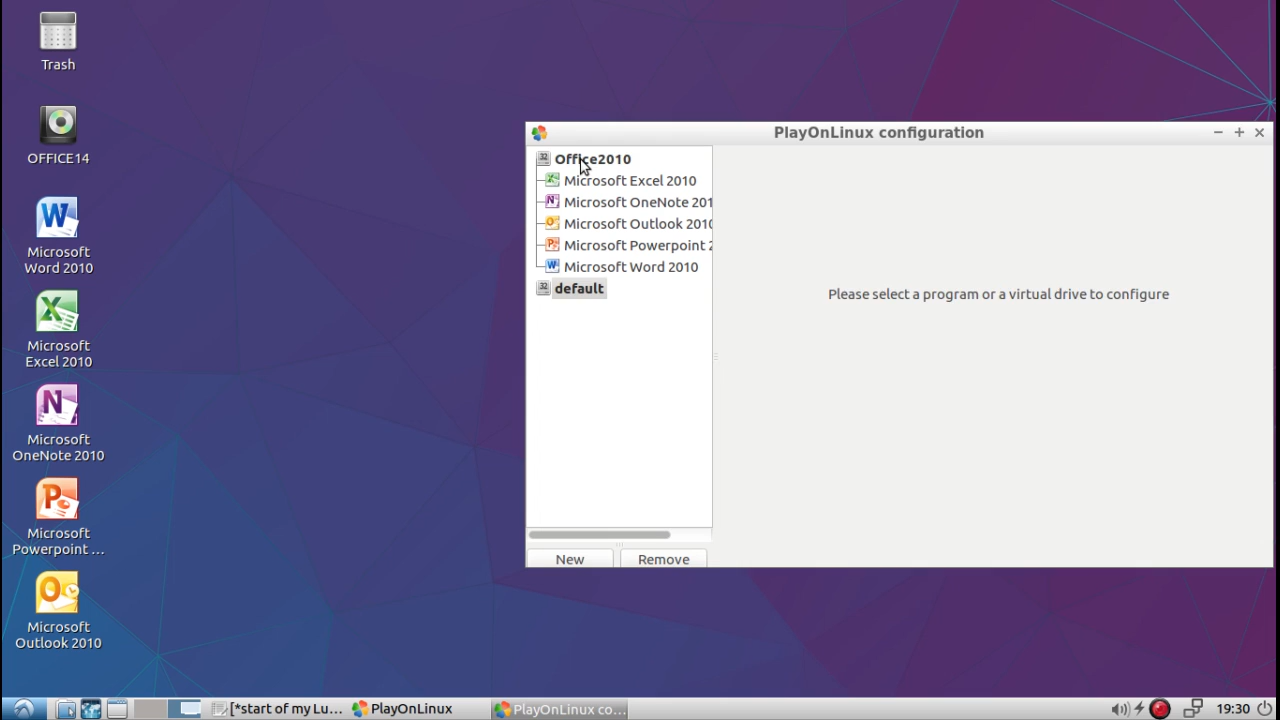 Trash
OFFICE14
Microsoft
Word 2010
Microsoft
Excel 2010
Microsoft
OneNote 2010
Microsoft
Powerpoint ...
Microsoft
Outlook 2010
PlayOnLinux configuration
Office2010
Microsoft Excel 2010
Microsoft OneNote 201
Microsoft Outlook 2010
Microsoft Powerpoint 2
Microsoft Word 2010
default
Please select a program or a virtual drive to configure
New
Remove
[*start of my Lu...
PlayOnLinux
PlayOnLinux co...
19:30